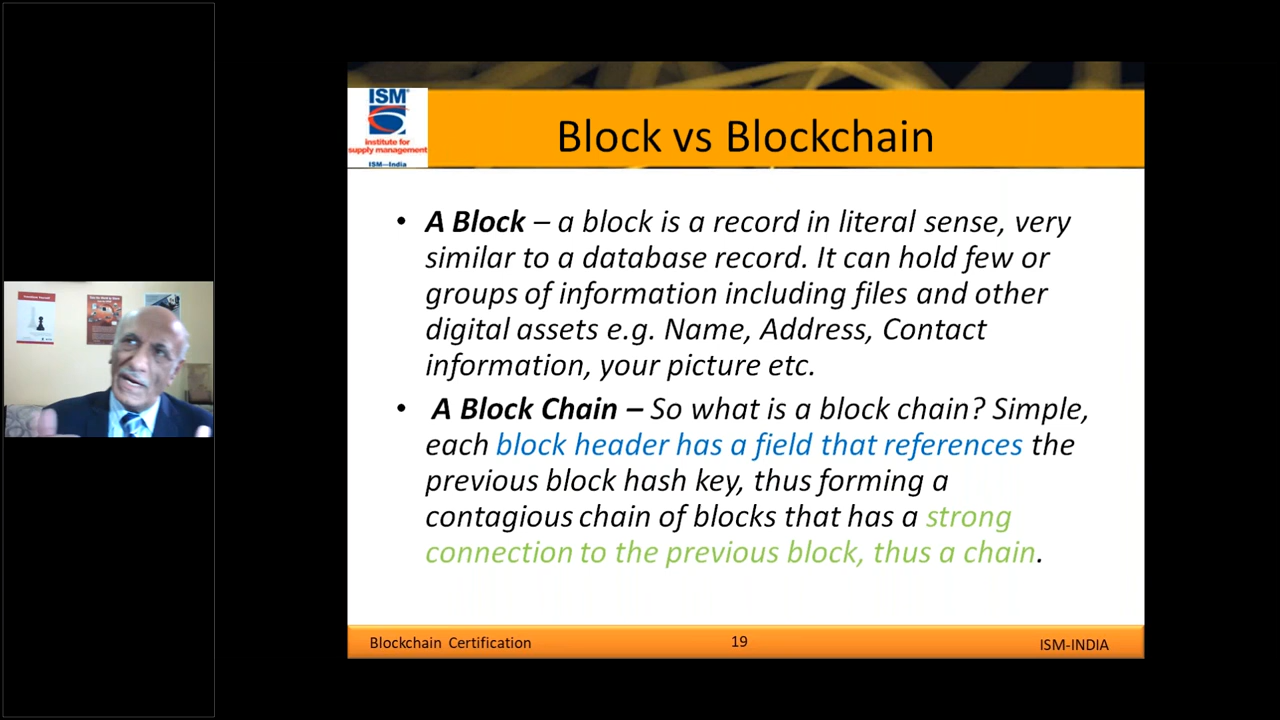 ISM®
institute for
supply management
ISM—India
Block vs Blockchain
• A Block – a block is a record in literal sense, very
similar to a database record. It can hold few or
groups of information including files and other
digital assets e.g. Name, Address, Contact
information, your picture etc.
• A Block Chain – So what is a block chain? Simple,
each block header has a field that references the
previous block hash key, thus forming a
contagious chain of blocks that has a strong
connection to the previous block, thus a chain.
Blockchain Certification
19
ISM-INDIA